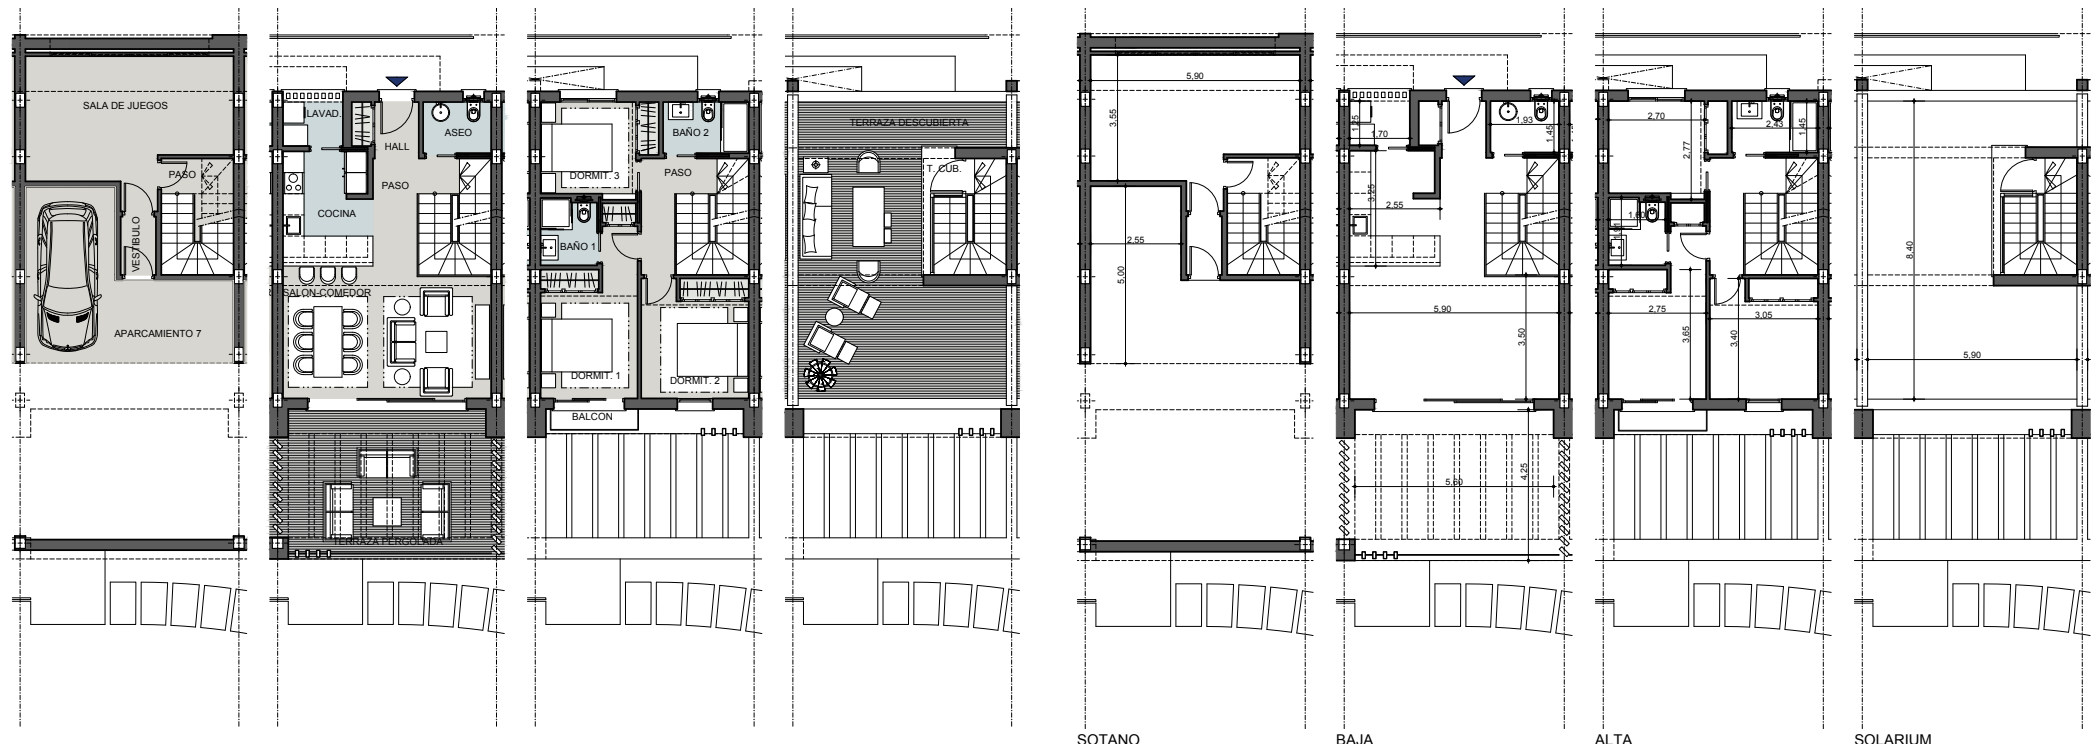 SALA DE JUEGOS
PASO
VESTIBULO
APARCAMIENTO 7
LAVAD.
HALL
ASEO
PASO
COCINA
SALON-COMEDOR
TERRAZA PERGOLADA
DORMIT. 3
BAÑO 2
PASO
BAÑO 1
DORMIT. 1
DORMIT. 2
BALCON
TERRAZA DESCUBIERTA
T. CUB.
5,90
3,55
2,55
5,00
SOTANO
1,25
1,70
1,93
1,45
3,25
2,55
5,90
3,50
5,60
4,25
BAJA
2,70
2,43
1,45
2,77
1,60
2,75
3,05
3,65
3,40
ALTA
8,40
5,90
SOLARIUM